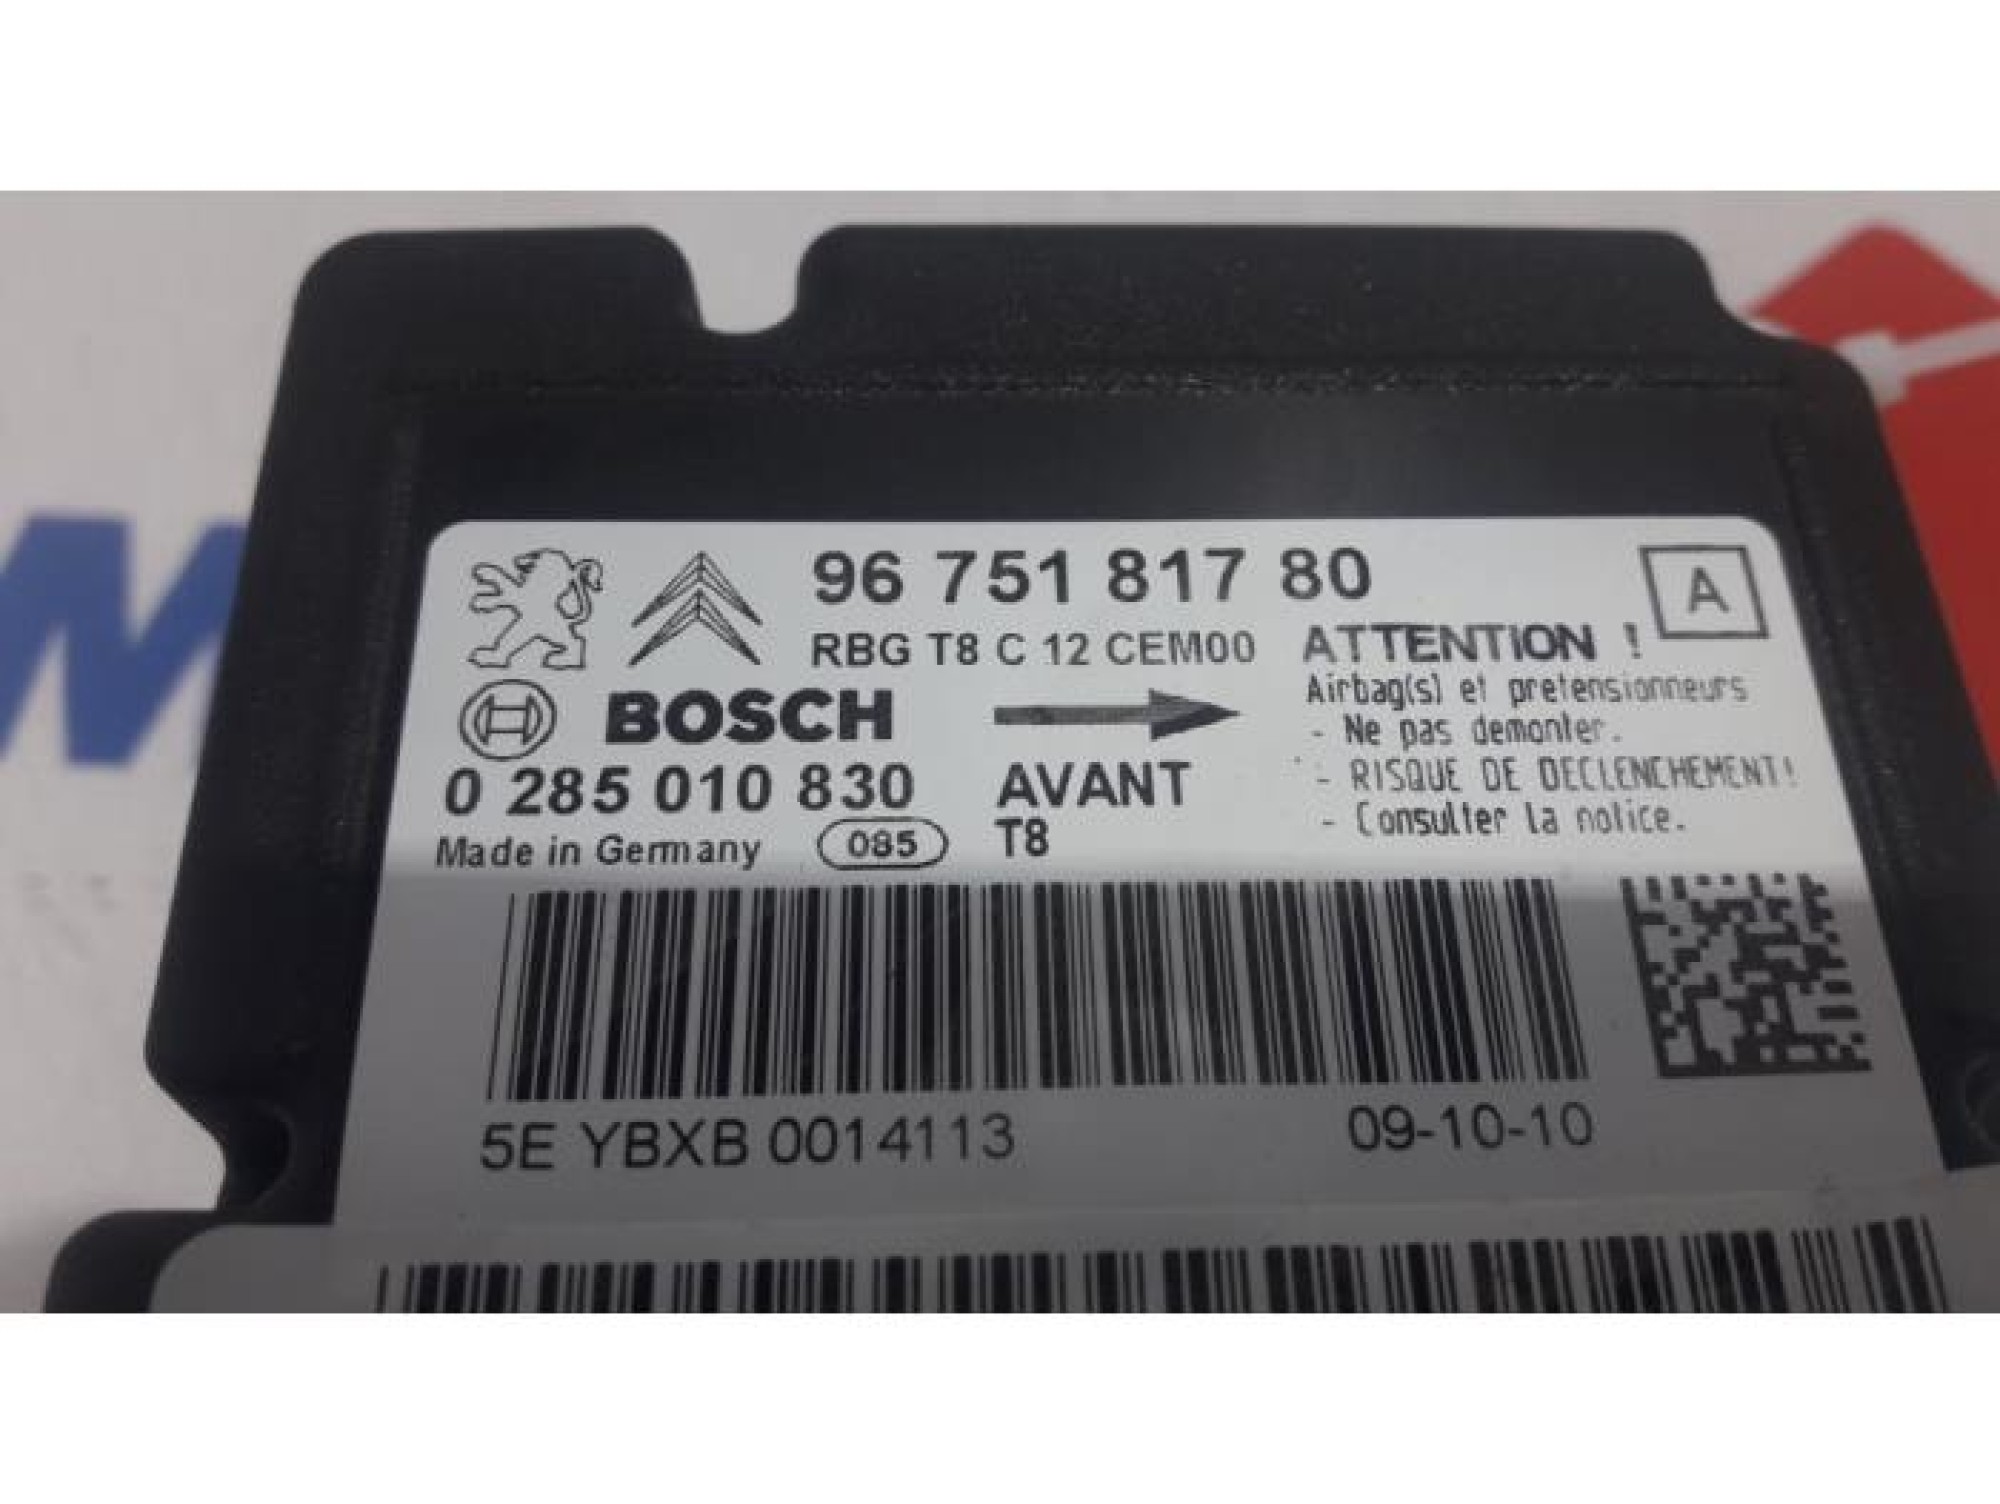 96 751 817 80
A
RBG T8 C 12 CEM00
ATTENTION !
Airbag(s) et pretensionneurs
- Ne pas demonter.
- RISQUE DE DECLENCHEMENT!
- Consulter la notice.
BOSCH
0 285 010 830
AVANT
Made in Germany
085
T8
5E YBXB 0014113
09-10-10